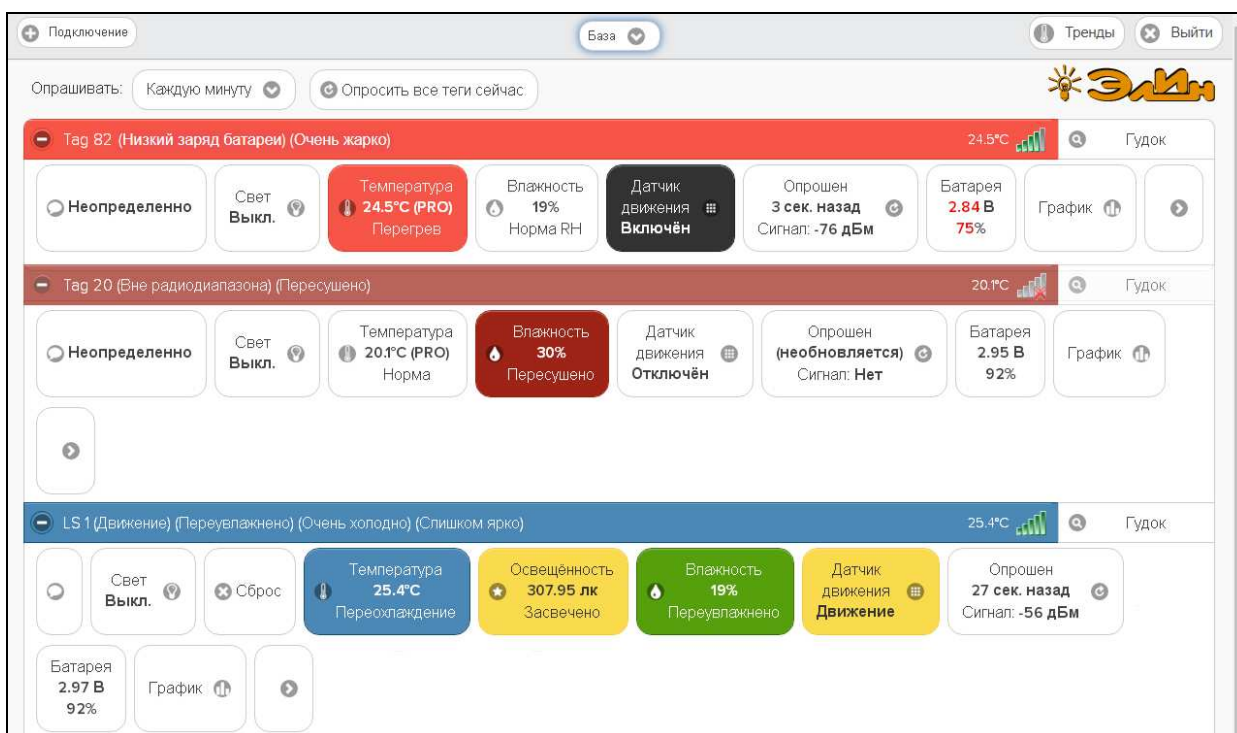 Подключение
База
Тренды
Выйти
Опрашивать:
Каждую минуту
Опросить все теги сейчас
ЭлИн
Tag 82 (Низкий заряд батареи) (Очень жарко)
24.5°C
Гудок
Неопределенно
Свет
Выкл.
Температура
24.5°C (PRO)
Перегрев
Влажность
19%
Норма RH
Датчик
движения
Включён
Опрошен
3 сек. назад
Сигнал: -76 дБм
Батарея
2.84 В
75%
График
Tag 20 (Вне радиодиапазона) (Пересушено)
20.1°C
Гудок
Неопределенно
Свет
Выкл.
Температура
20.1°C (PRO)
Норма
Влажность
30%
Пересушено
Датчик
движения
Отключён
Опрошен
(необновляется)
Сигнал: Нет
Батарея
2.95 В
92%
График
LS 1 (Движение) (Переувлажнено) (Очень холодно) (Слишком ярко)
25.4°C
Гудок
Свет
Выкл.
Сброс
Температура
25.4°C
Переохлаждение
Освещённость
307.95 лк
Засвечено
Влажность
19%
Переувлажнено
Датчик
движения
Движение
Опрошен
27 сек. назад
Сигнал: -56 дБм
Батарея
2.97 В
92%
График